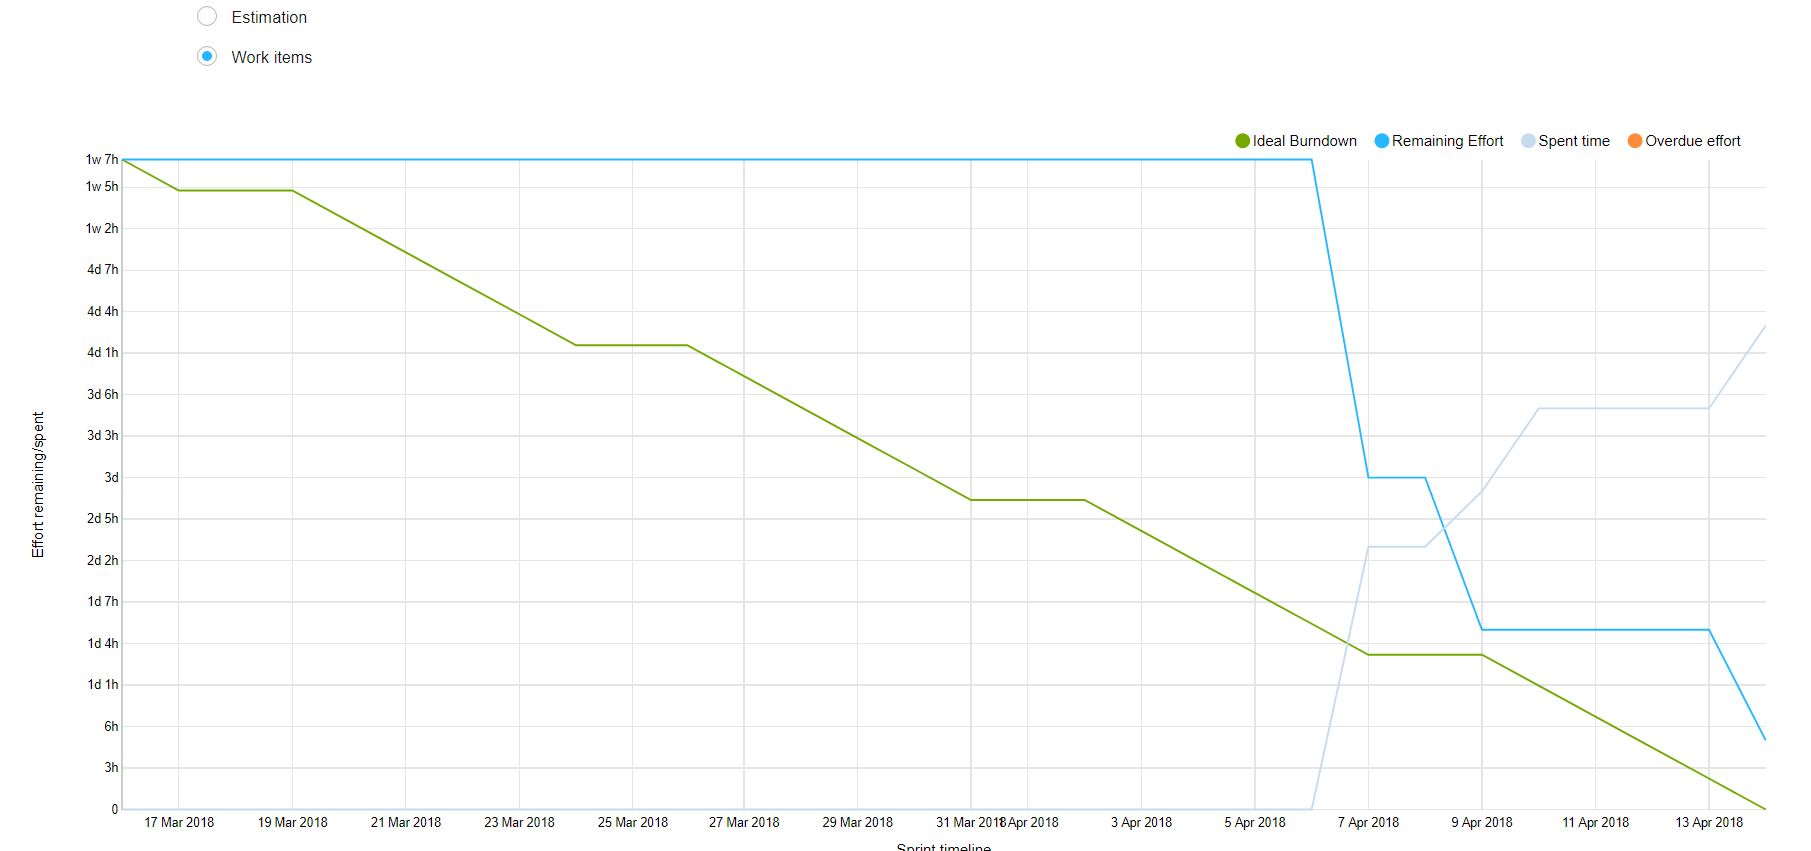 Estimation
Work items
Ideal Burndown Remaining Effort Spent time Overdue effort
1w 7h
1w 5h
1w 2h
4d 7h
4d 4h
4d 1h
3d 6h
3d 3h
3d
2d 5h
2d 2h
1d 7h
1d 4h
1d 1h
6h
3h
0
Effort remaining/spent
17 Mar 2018 19 Mar 2018 21 Mar 2018 23 Mar 2018 25 Mar 2018 27 Mar 2018 29 Mar 2018 31 Mar 2018 1 Apr 2018 3 Apr 2018 5 Apr 2018 7 Apr 2018 9 Apr 2018 11 Apr 2018 13 Apr 2018
Sprint timeline